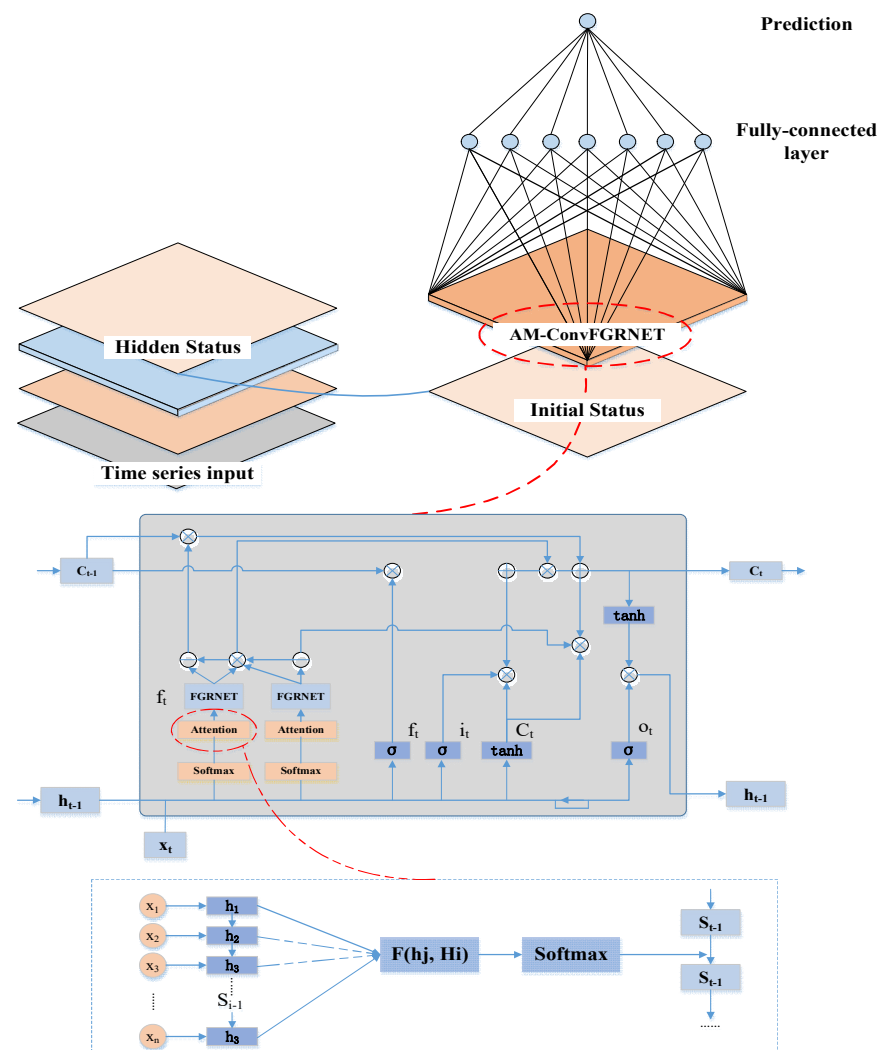 Prediction
Fully-connected
layer
Hidden Status
AM-ConvFGRNET
Initial Status
Time series input
Ct-1
Ct
tanh
FGRNET
FGRNET
ft
Attention
Attention
ft
it
Ct
ot
σ
σ
tanh
σ
Softmax
Softmax
ht-1
ht-1
xt
x1
h1
x2
h2
x3
h3
Si-1
xn
h3
F(hj, Hi)
Softmax
St-1
St-1
......